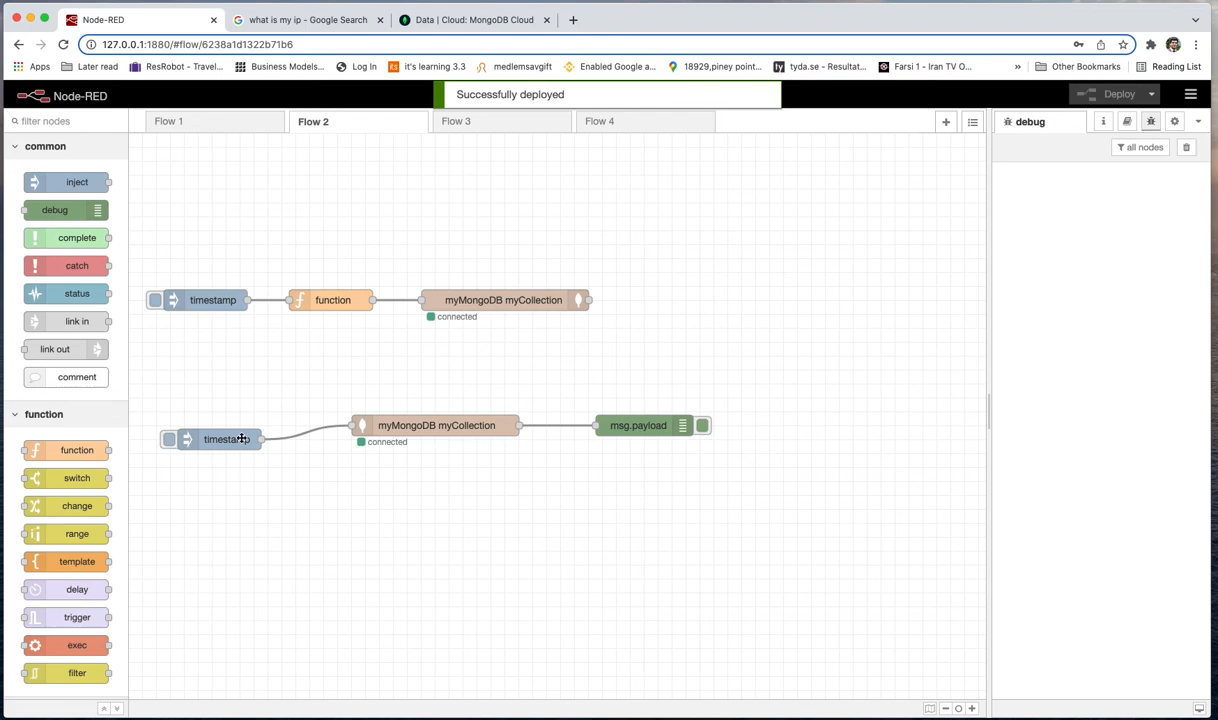 Node-RED
what is my ip - Google Search
Data | Cloud: MongoDB Cloud
127.0.0.1:1880/#flow/6238a1d1322b71b6
Apps
Later read
ResRobot - Travel...
Business Models...
Log In
it's learning 3.3
medlemsavgift
Enabled Google a...
18929,piney point...
tyda.se - Resultat...
Farsi 1 - Iran TV O...
»
Other Bookmarks
Reading List
Node-RED
Successfully deployed
Deploy
filter nodes
Flow 1
Flow 2
Flow 3
Flow 4
debug
all nodes
common
inject
debug
complete
catch
status
link in
link out
comment
function
function
switch
change
range
template
delay
trigger
exec
filter
timestamp
function
myMongoDB myCollection
connected
timestamp
myMongoDB myCollection
connected
msg.payload